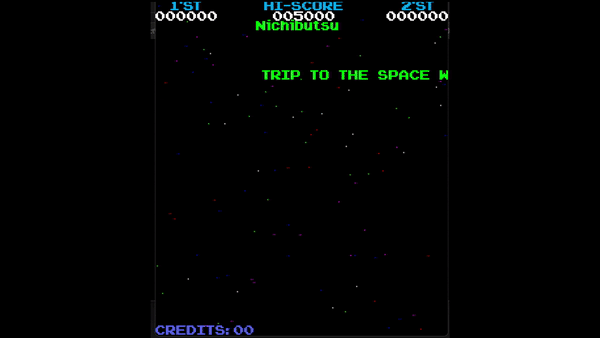 1'ST HI-SCORE 2'ST
000000 005000 000000
Nichibutsu
TRIP TO THE SPACE W
CREDITS:00